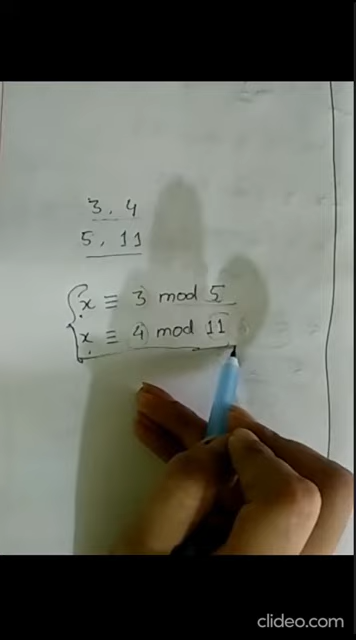 3, 4
5, 11
x ≡ 3 mod 5
x ≡ 4 mod 11
clideo.com